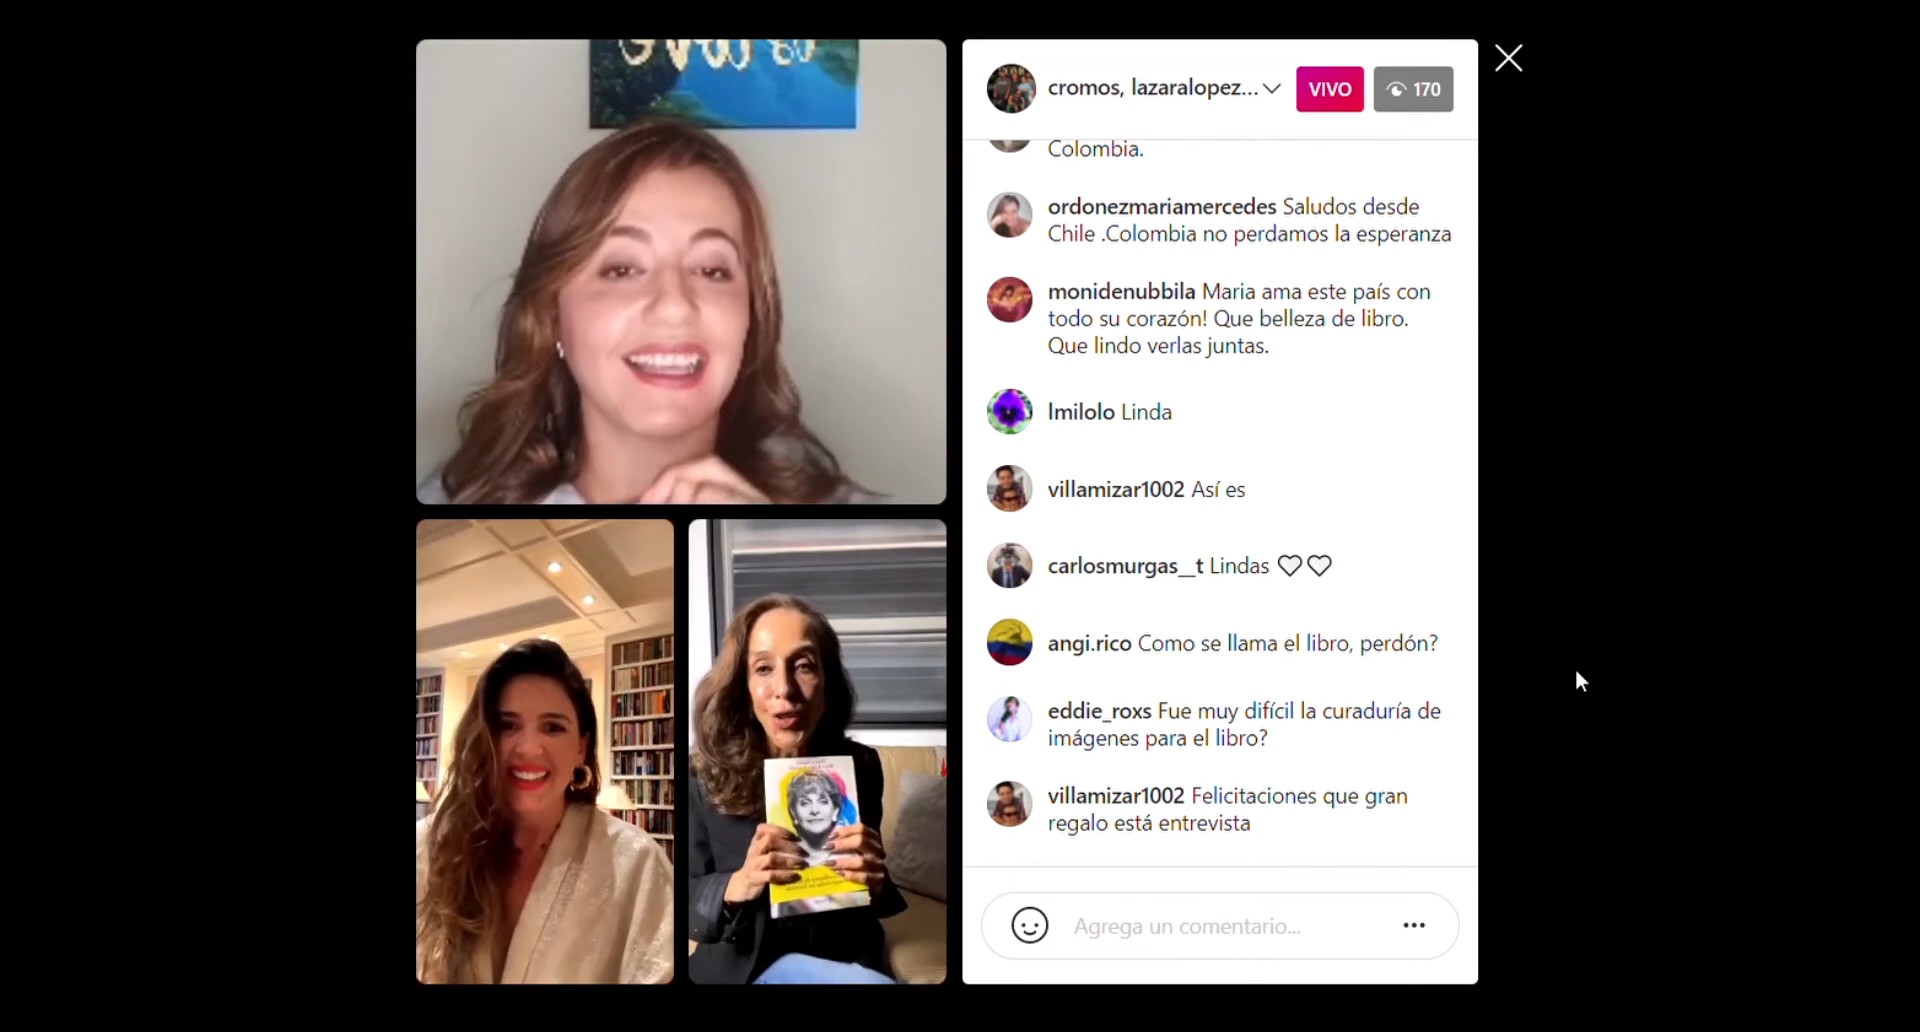 cromos, lazaralopez...
VIVO
170
Colombia.
ordonezmariamercedes Saludos desde
Chile .Colombia no perdamos la esperanza
monidenubbila Maria ama este país con
todo su corazón! Que belleza de libro.
Que lindo verlas juntas.
lmilolo Linda
villamizar1002 Así es
carlosmurgas__t Lindas ♡♡
angi.rico Como se llama el libro, perdón?
eddie_roxs Fue muy difícil la curaduría de
imágenes para el libro?
villamizar1002 Felicitaciones que gran
regalo está entrevista
Agrega un comentario...